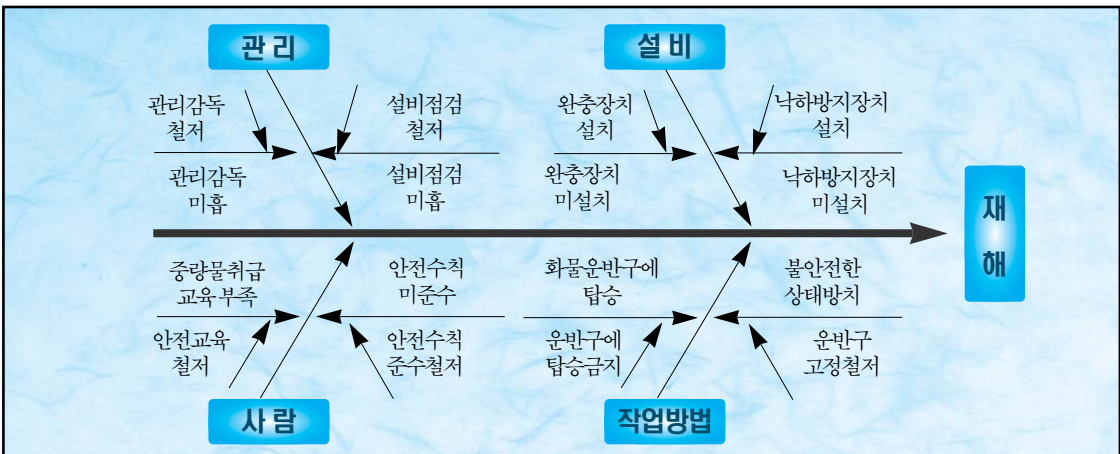 관 리
설 비
관리감독
철저
설비점검
철저
완충장치
설치
낙하방지장치
설치
관리감독
미흡
설비점검
미흡
완충장치
미설치
낙하방지장치
미설치
재
해
중량물취급
교육 부족
안전수칙
미준수
화물운반구에
탑승
불안전한
상태방치
안전교육
철저
안전수칙
준수철저
운반구에
탑승금지
운반구
고정철저
사 람
작업방법